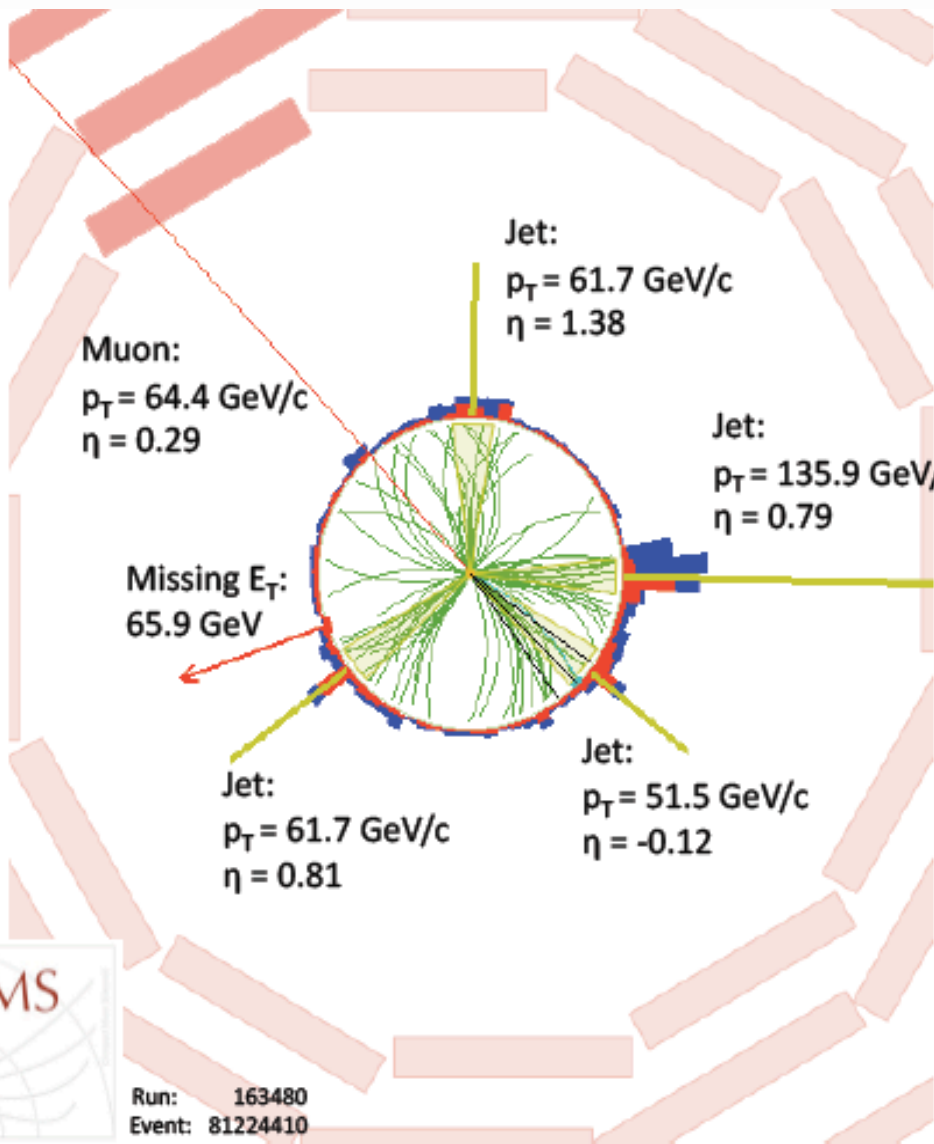 Jet:
pT = 61.7 GeV/c
η = 1.38
Muon:
pT = 64.4 GeV/c
η = 0.29
Jet:
pT = 135.9 GeV/
η = 0.79
Missing ET:
65.9 GeV
Jet:
pT = 51.5 GeV/c
η = -0.12
Jet:
pT = 61.7 GeV/c
η = 0.81
MS
Run: 163480
Event: 81224410